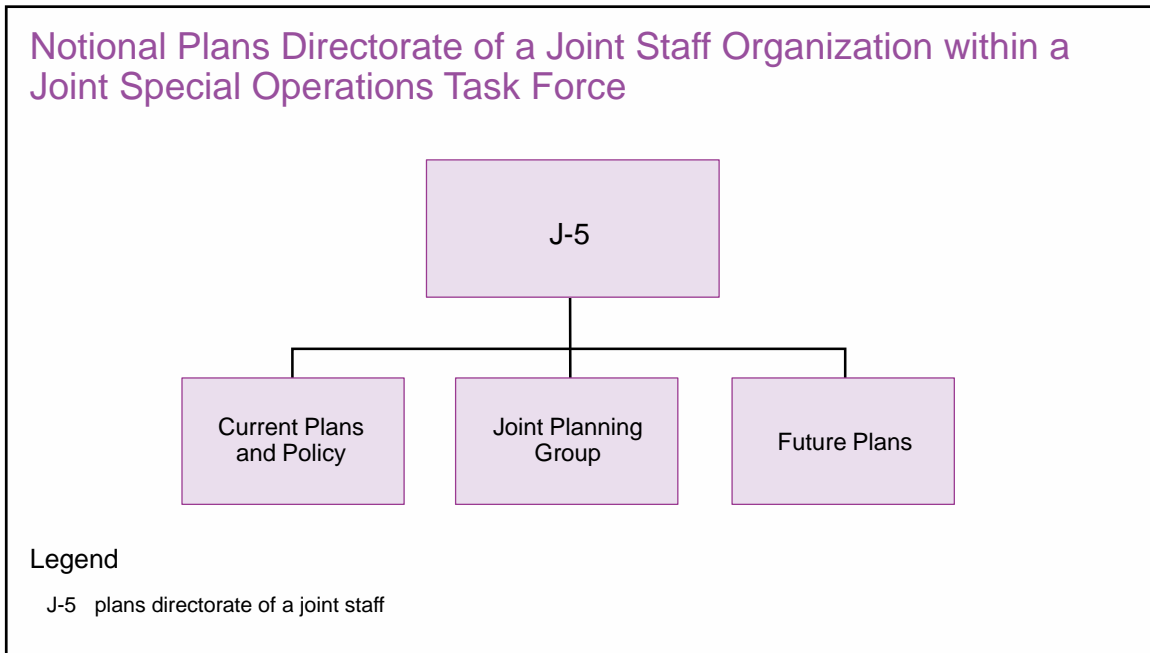 Notional Plans Directorate of a Joint Staff Organization within a
Joint Special Operations Task Force
J-5
Current Plans
and Policy
Joint Planning
Group
Future Plans
Legend
J-5 plans directorate of a joint staff